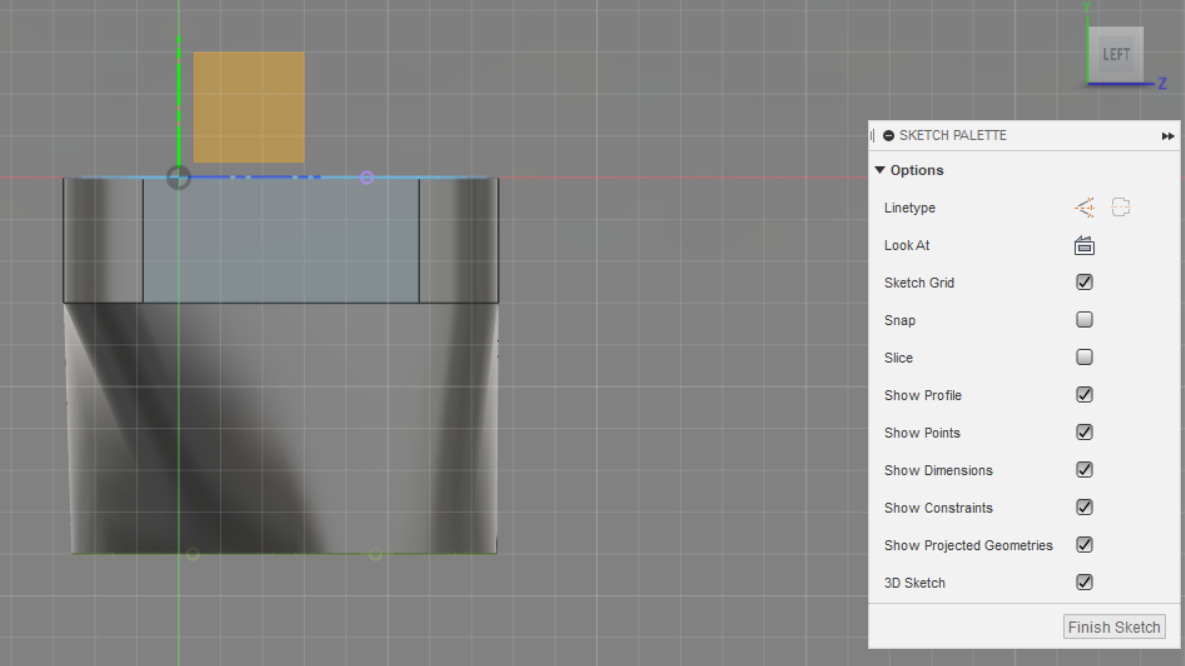 Y
LEFT
Z
SKETCH PALETTE
Options
Linetype
Look At
Sketch Grid
Snap
Slice
Show Profile
Show Points
Show Dimensions
Show Constraints
Show Projected Geometries
3D Sketch
Finish Sketch